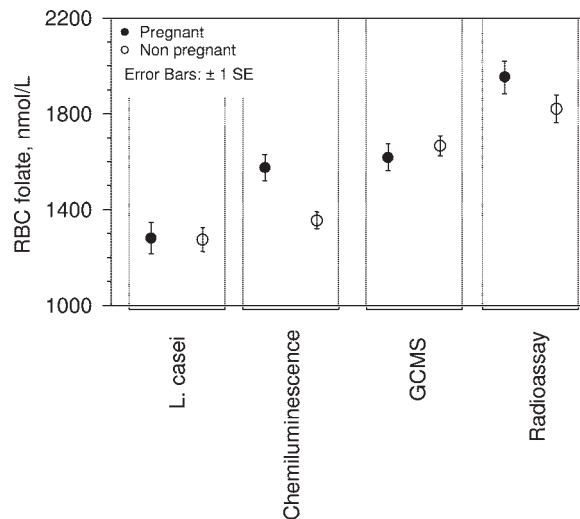 2200
1800
1400
1000
RBC folate, nmol/L
Pregnant
Non pregnant
Error Bars: ± 1 SE
L. casei
Chemiluminescence
GCMS
Radioassay